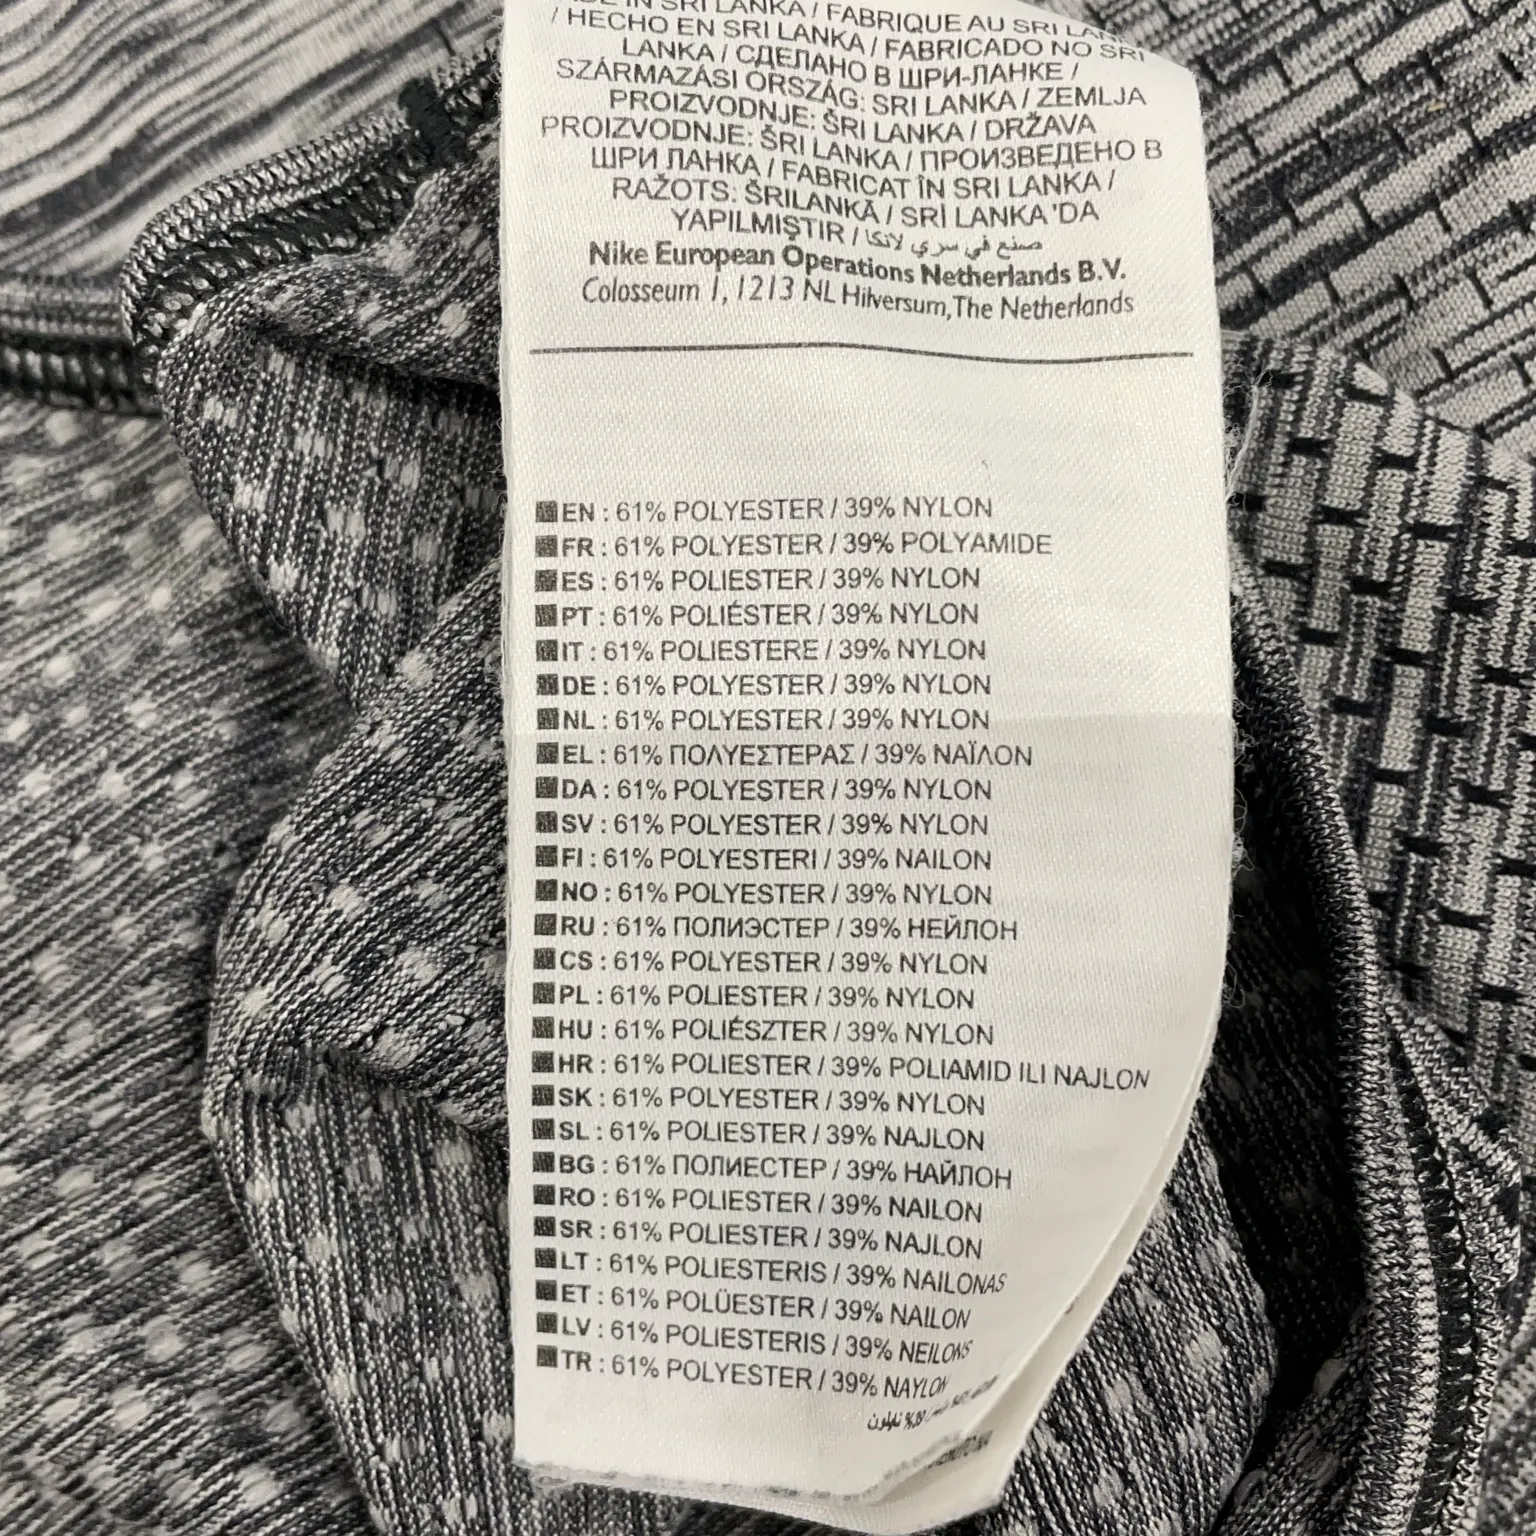 IN SRI LANKA / FABRIQUE AU SRI
/ HECHO EN SRI LANKA / FABRICADO NO SRI
LANKA / СДЕЛАНО В ШРИ-ЛАНКЕ /
SZÁRMAZÁSI ORSZÁG: SRI LANKA / ZEMLJA
PROIZVODNJE: ŠRI LANKA / DRŽAVA
PROIZVODNJE: ŠRI LANKA / ПРОИЗВЕДЕНО В
ШРИ ЛАНКА / FABRICAT ÎN SRI LANKA /
RAŽOTS: ŠRILANKĀ / SRİ LANKA 'DA
YAPILMIŞTIR / صنع في سري لانكا
Nike European Operations Netherlands B.V.
Colosseum 1, 1213 NL Hilversum, The Netherlands
EN : 61% POLYESTER / 39% NYLON
FR : 61% POLYESTER / 39% POLYAMIDE
ES : 61% POLIESTER / 39% NYLON
PT : 61% POLIÉSTER / 39% NYLON
IT : 61% POLIESTERE / 39% NYLON
DE : 61% POLYESTER / 39% NYLON
NL : 61% POLYESTER / 39% NYLON
EL : 61% ΠΟΛΥΕΣΤΕΡΑΣ / 39% ΝΑΪΛΟΝ
DA : 61% POLYESTER / 39% NYLON
SV : 61% POLYESTER / 39% NYLON
FI : 61% POLYESTERI / 39% NAILON
NO : 61% POLYESTER / 39% NYLON
RU : 61% ПОЛИЭСТЕР / 39% НЕЙЛОН
CS : 61% POLYESTER / 39% NYLON
PL : 61% POLIESTER / 39% NYLON
HU : 61% POLIÉSZTER / 39% NYLON
HR : 61% POLIESTER / 39% POLIAMID ILI NAJLON
SK : 61% POLYESTER / 39% NYLON
SL : 61% POLIESTER / 39% NAJLON
BG : 61% ПОЛИЕСТЕР / 39% НАЙЛОН
RO : 61% POLIESTER / 39% NAILON
SR : 61% POLIESTER / 39% NAJLON
LT : 61% POLIESTERIS / 39% NAILONAS
ET : 61% POLÜESTER / 39% NAILON
LV : 61% POLIESTERIS / 39% NEILONS
TR : 61% POLYESTER / 39% NAYLON
نايلون